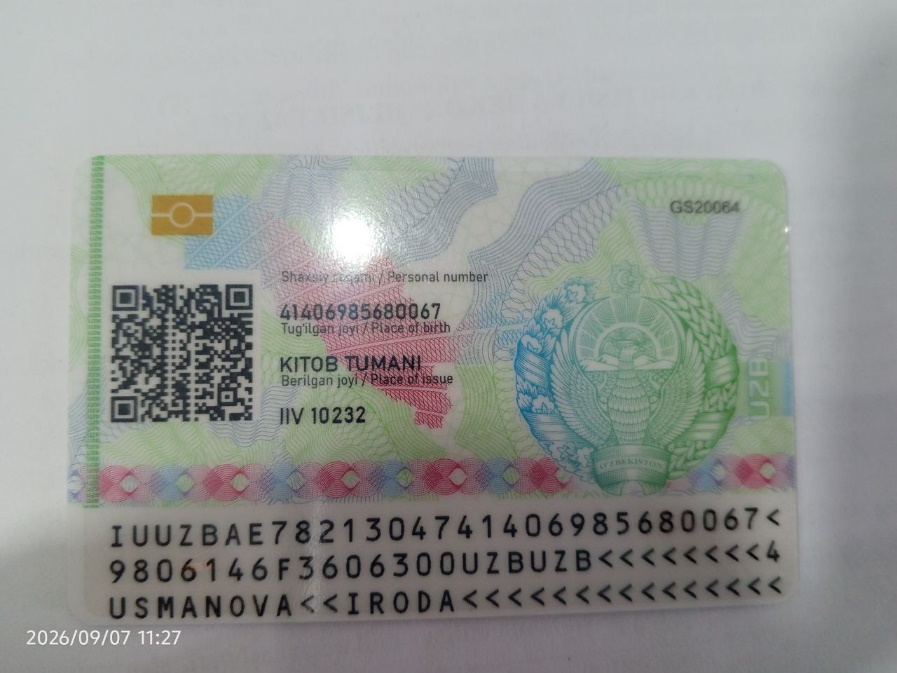 GS20064
Shaxsiy raqami / Personal number
41406985680067
Tug'ilgan joyi / Place of birth
KITOB TUMANI
Berilgan joyi / Place of issue
IIV 10232
UZB
O'ZBEKISTON
IUUZBAE7821304741406985680067<
9806146F3606300UZBUZB<<<<<<<<4
USMANOVA<<IRODA<<<<<<<<<<<<<<<
2026/09/07 11:27